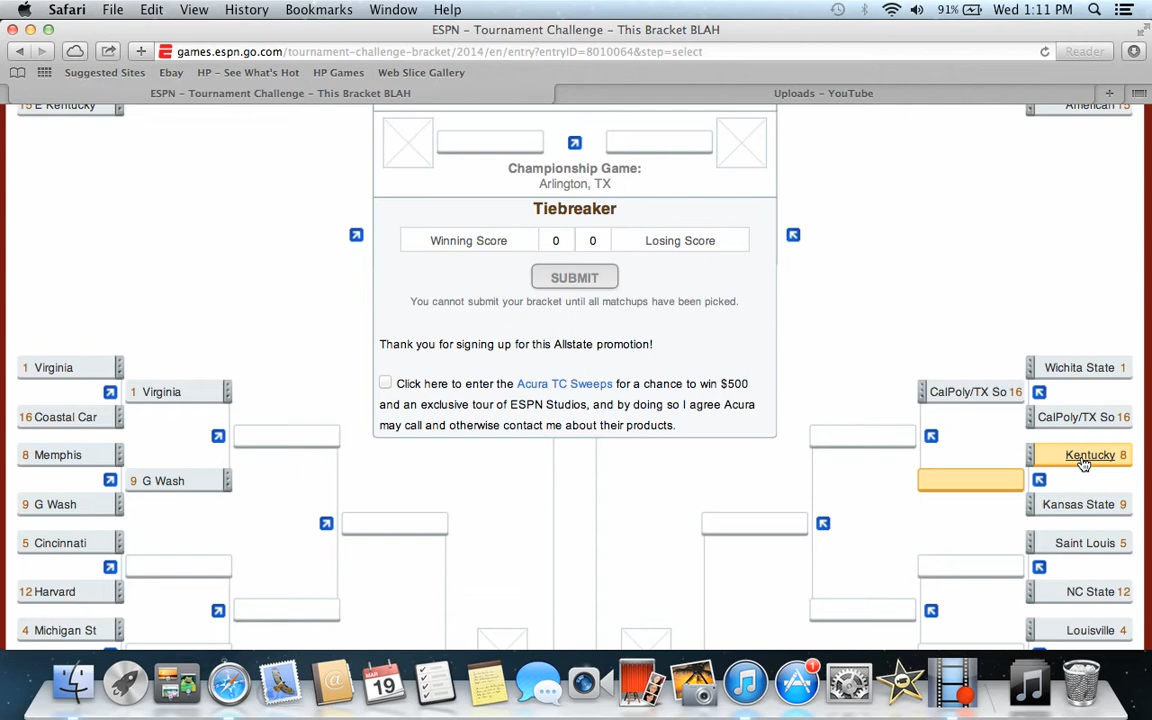 Safari File Edit View History Bookmarks Window Help 91% Wed 1:11 PM
ESPN - Tournament Challenge - This Bracket BLAH
games.espn.go.com/tournament-challenge-bracket/2014/en/entry?entryID=8010064&step=select
Reader
Suggested Sites Ebay HP - See What's Hot HP Games Web Slice Gallery
ESPN - Tournament Challenge - This Bracket BLAH Uploads - YouTube
15 E Kentucky American 15
Championship Game:
Arlington, TX
Tiebreaker
Winning Score 0 0 Losing Score
SUBMIT
You cannot submit your bracket until all matchups have been picked.
Thank you for signing up for this Allstate promotion!
Click here to enter the Acura TC Sweeps for a chance to win $500
and an exclusive tour of ESPN Studios, and by doing so I agree Acura
may call and otherwise contact me about their products.
1 Virginia Wichita State 1
1 Virginia CalPoly/TX So 16
16 Coastal Car CalPoly/TX So 16
8 Memphis Kentucky 8
9 G Wash
9 G Wash Kansas State 9
5 Cincinnati Saint Louis 5
12 Harvard NC State 12
4 Michigan St Louisville 4
MAR
19
1